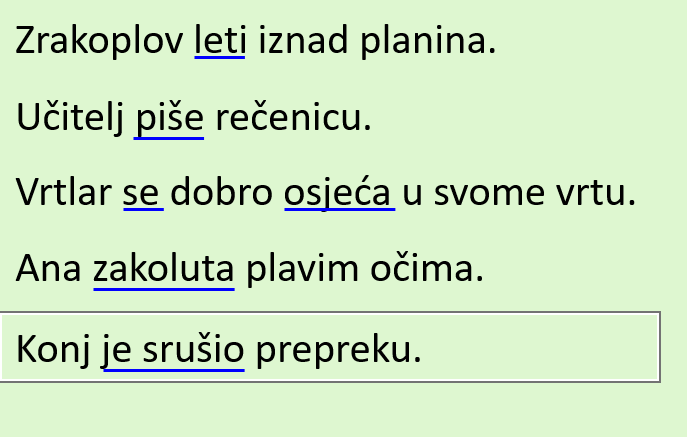 Zrakoplov leti iznad planina.
Učitelj piše rečenicu.
Vrtlar se dobro osjeća u svome vrtu.
Ana zakoluta plavim očima.
Konj je srušio prepreku.